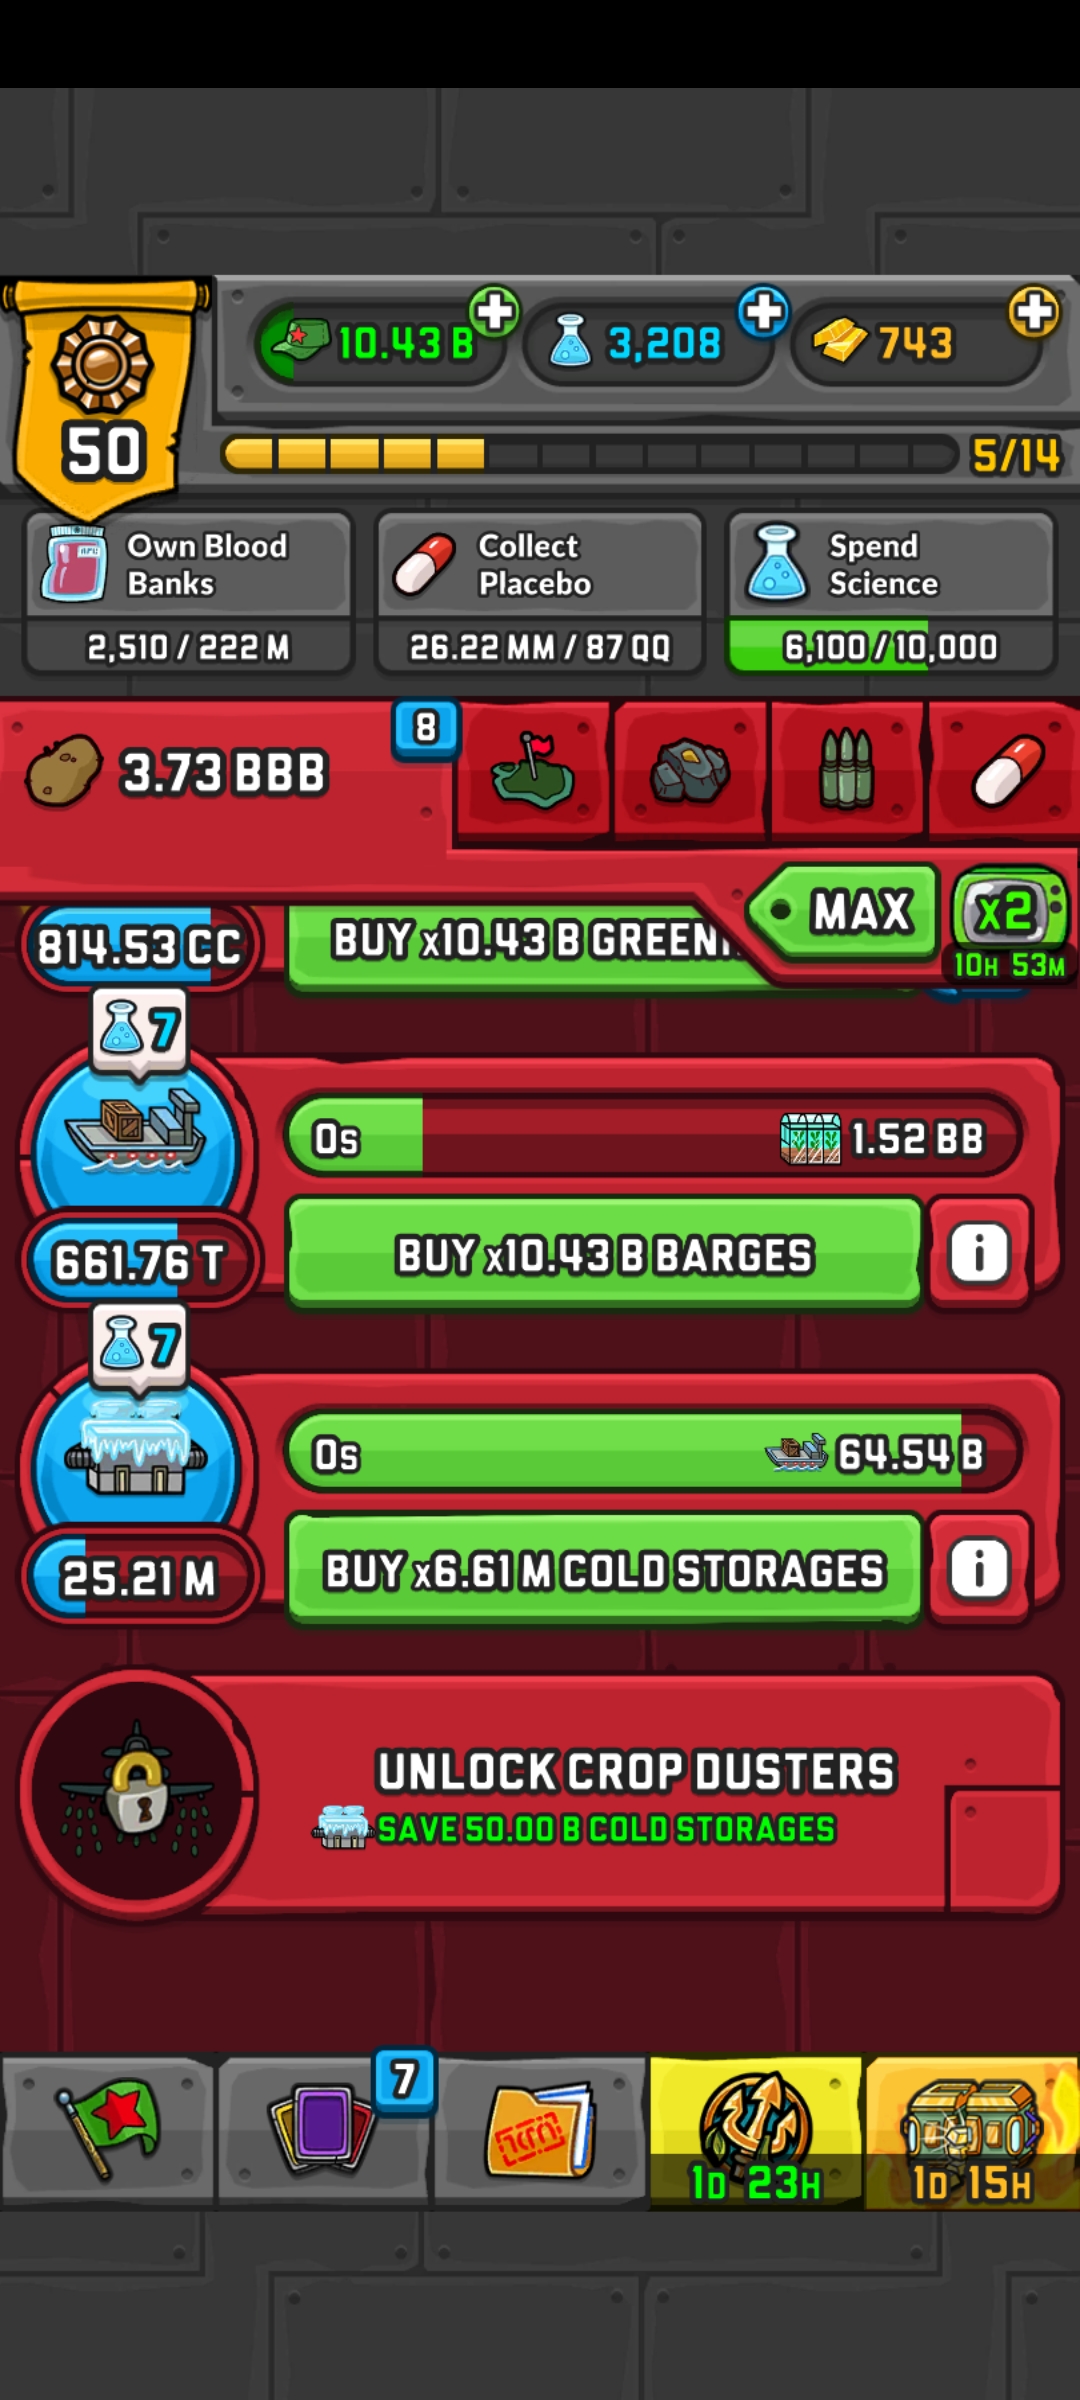 10.43 B
3,208
743
50
5/14
Own Blood
Banks
2,510 / 222 M
Collect
Placebo
26.22 MM / 87 QQ
Spend
Science
6,100 / 10,000
3.73 BBB
8
MAX
x2
10H 53M
814.53 CC
BUY x10.43 B
7
0s
1.52 BB
661.76 T
BUY x10.43 B BARGES
i
7
0s
64.54 B
25.21 M
BUY x6.61 M COLD STORAGES
i
UNLOCK CROP DUSTERS
SAVE 50.00 B COLD STORAGES
7
1D 23H
1D 15H